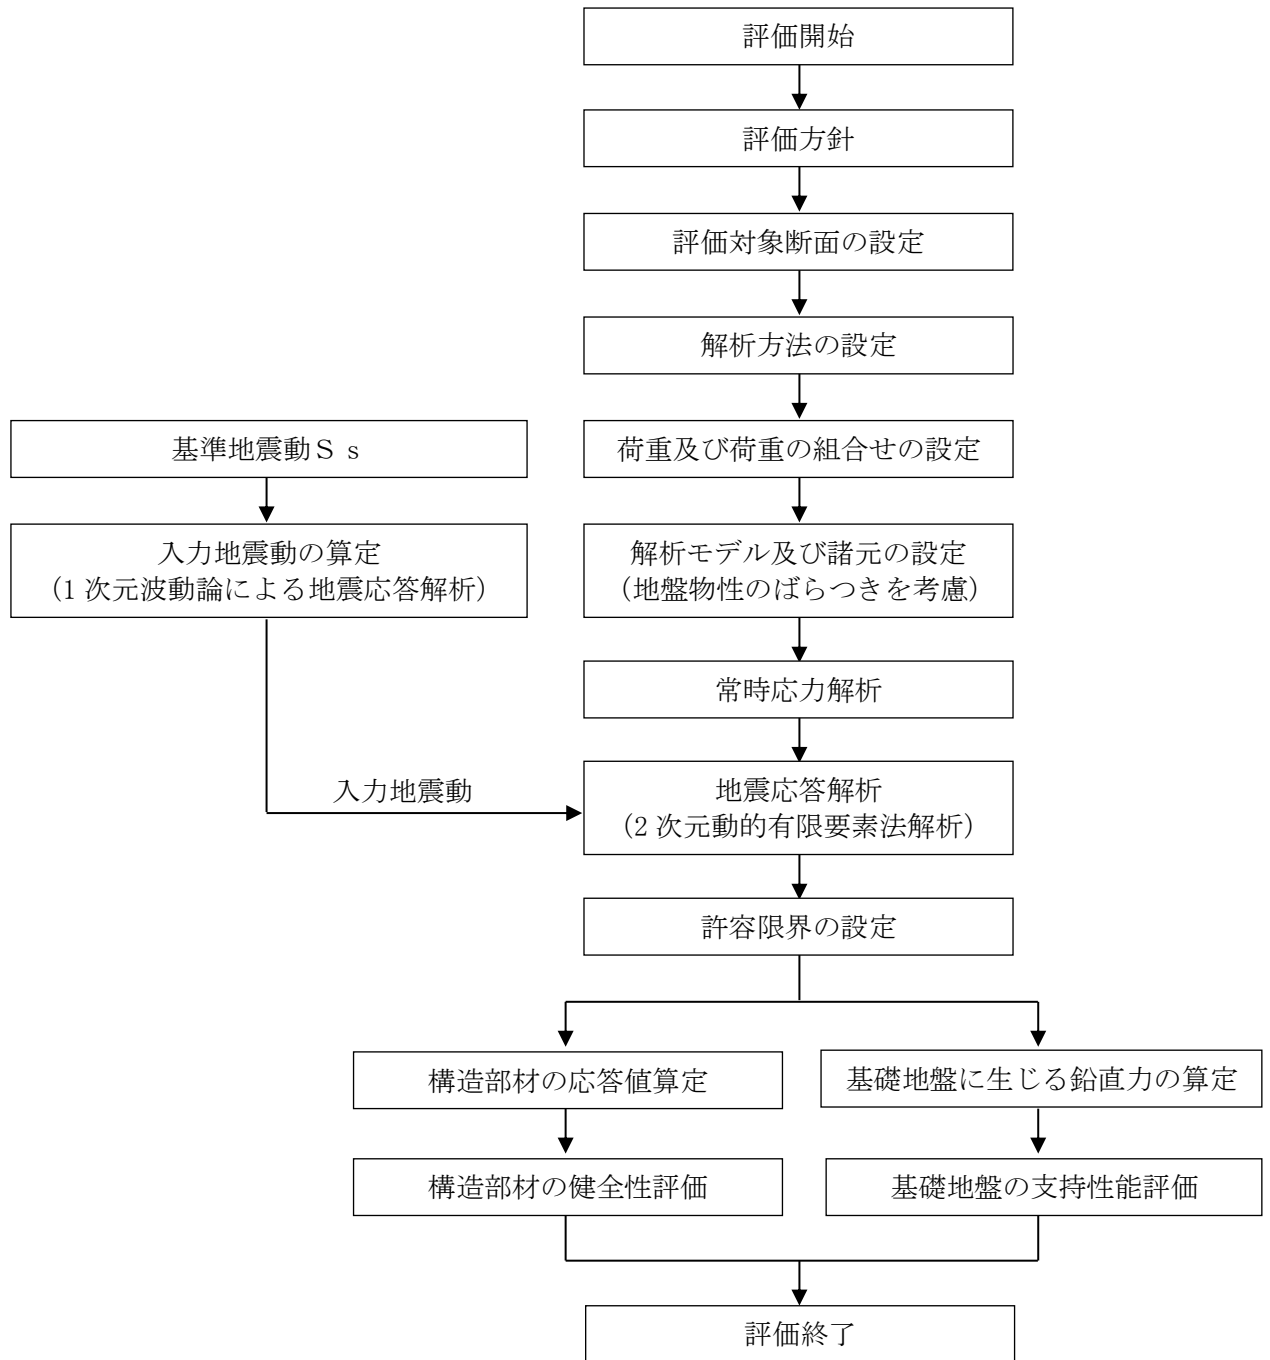 評価開始
評価方針
評価対象断面の設定
解析方法の設定
基準地震動Ｓｓ
荷重及び荷重の組合せの設定
入力地震動の算定
（1 次元波動論による地震応答解析）
解析モデル及び諸元の設定
（地盤物性のばらつきを考慮）
常時応力解析
入力地震動
地震応答解析
（2 次元動的有限要素法解析）
許容限界の設定
構造部材の応答値算定
基礎地盤に生じる鉛直力の算定
構造部材の健全性評価
基礎地盤の支持性能評価
評価終了